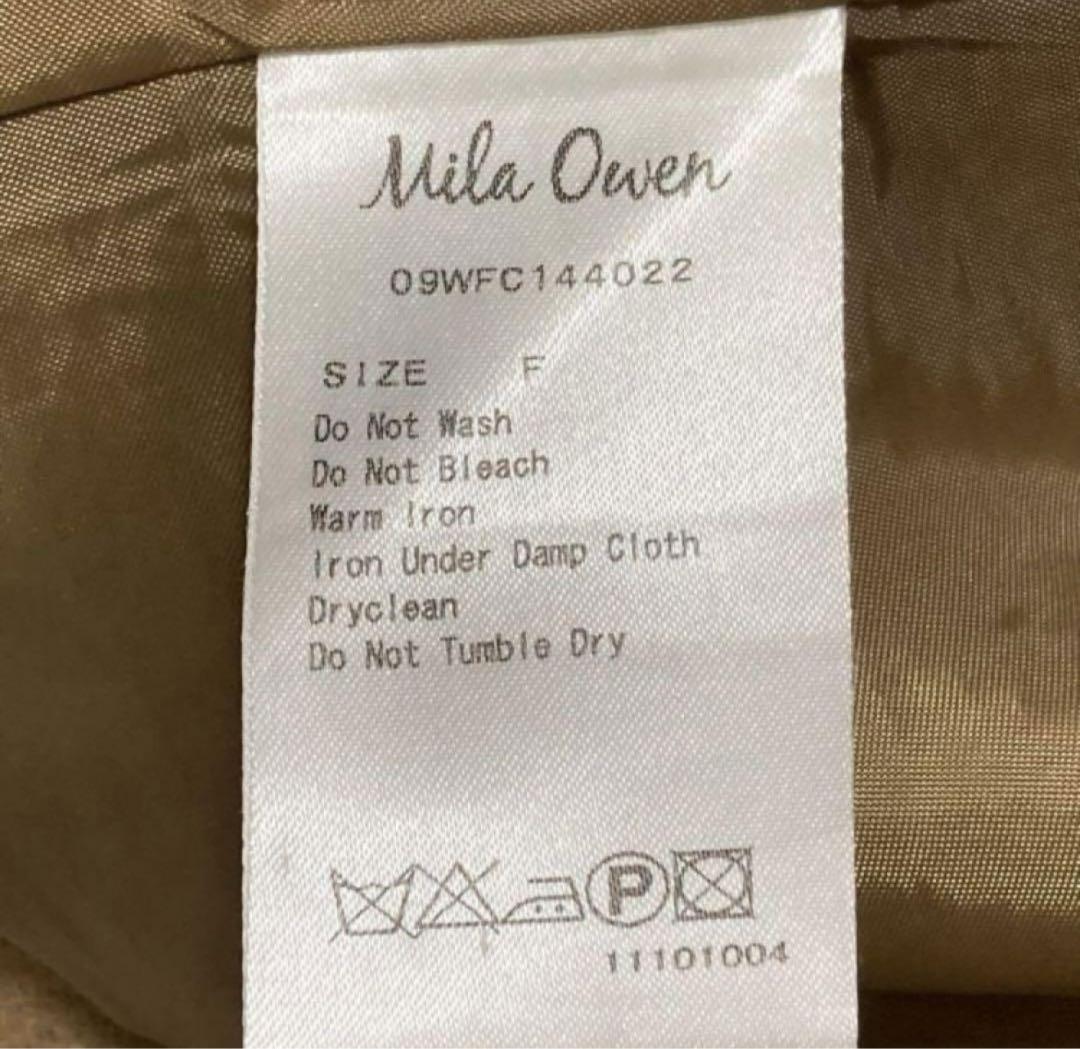 Mila Owen
09WFC144022
SIZE F
Do Not Wash
Do Not Bleach
Warm Iron
Iron Under Damp Cloth
Dryclean
Do Not Tumble Dry
P
11101004